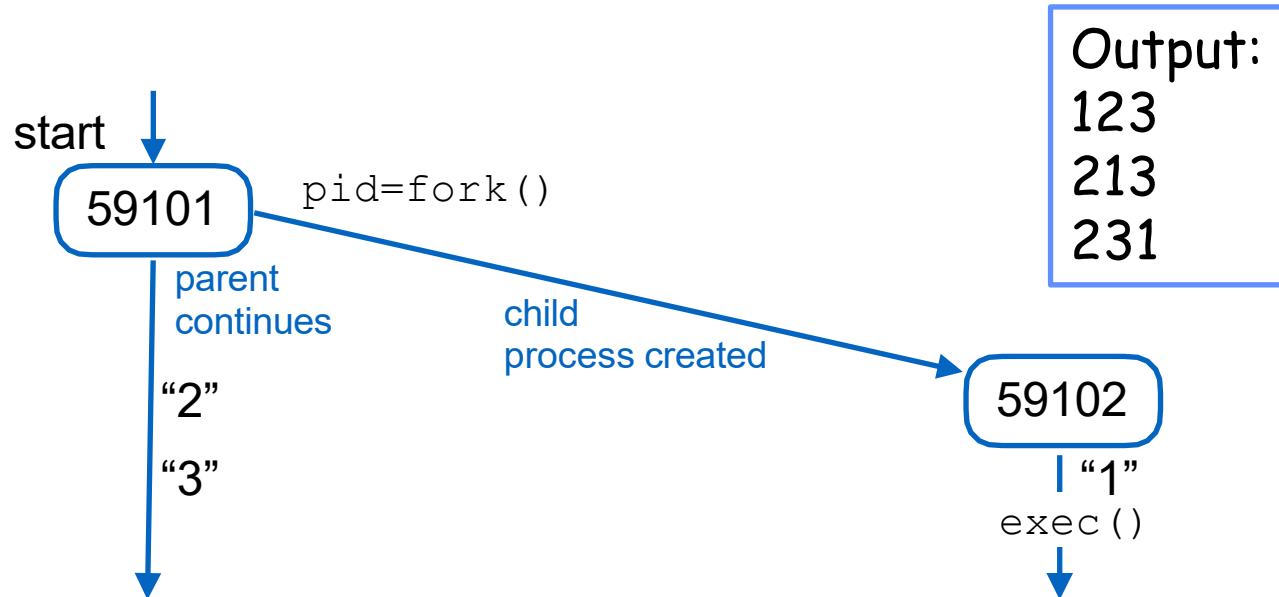 Output:
123
213
231
start
59101
pid=fork()
parent
continues
child
process created
“2”
“3”
59102
“1”
exec()